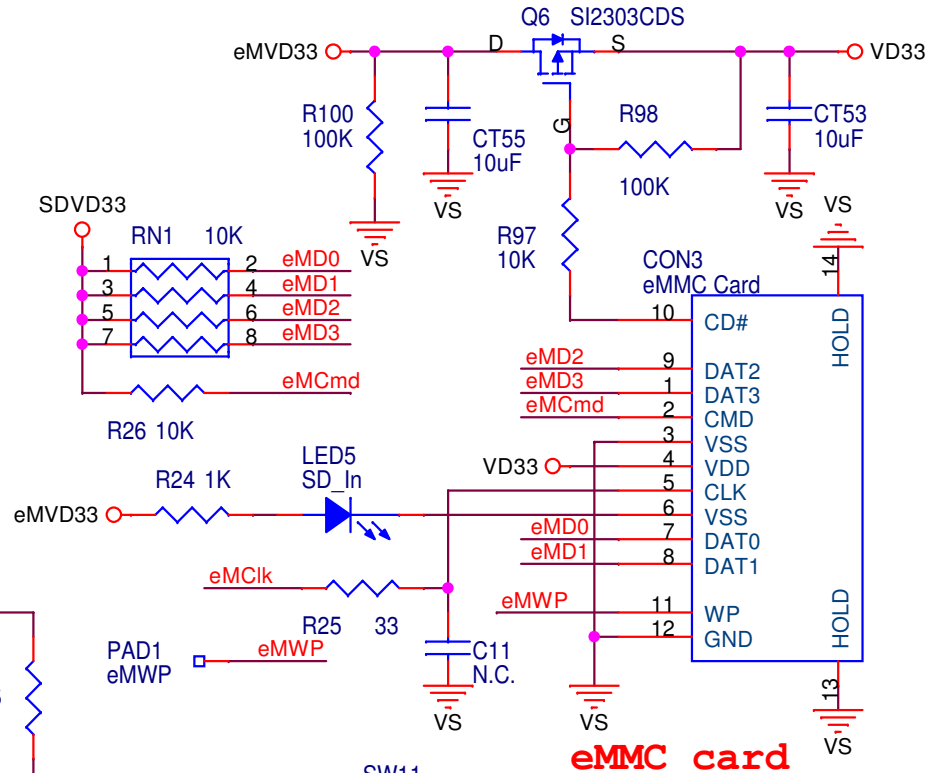 Q6 SI2303CDS
eMVD33
D
S
VD33
R100
100K
CT55
10uF
G
R98
100K
CT53
10uF
VS
VS
VS
VS
SDVD33
RN1 10K
1 2 eMD0
3 4 eMD1
5 6 eMD2
7 8 eMD3
eMCmd
R26 10K
R97
10K
CON3
eMMC Card
14
HOLD
10 CD#
eMD2 9 DAT2
eMD3 1 DAT3
eMCmd 2 CMD
3 VSS
VD33 4 VDD
5 CLK
6 VSS
eMD0 7 DAT0
eMD1 8 DAT1
eMWP 11 WP
12 GND
HOLD
13
LED5
SD_In
R24 1K
eMVD33
eMClk
R25 33
PAD1
eMWP
eMWP
C11
N.C.
VS
VS
VS
eMMC card